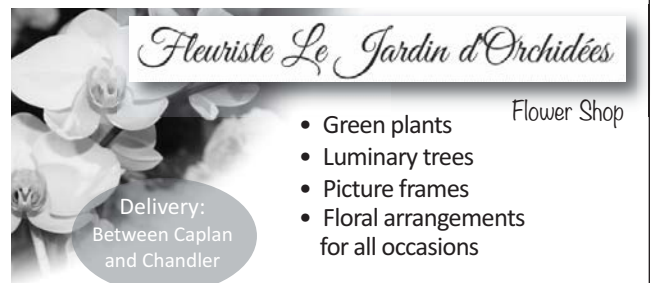 Fleuriste Le Jardin d'Orchidées
Flower Shop
• Green plants
• Luminary trees
• Picture frames
• Floral arrangements
for all occasions
Delivery:
Between Caplan
and Chandler